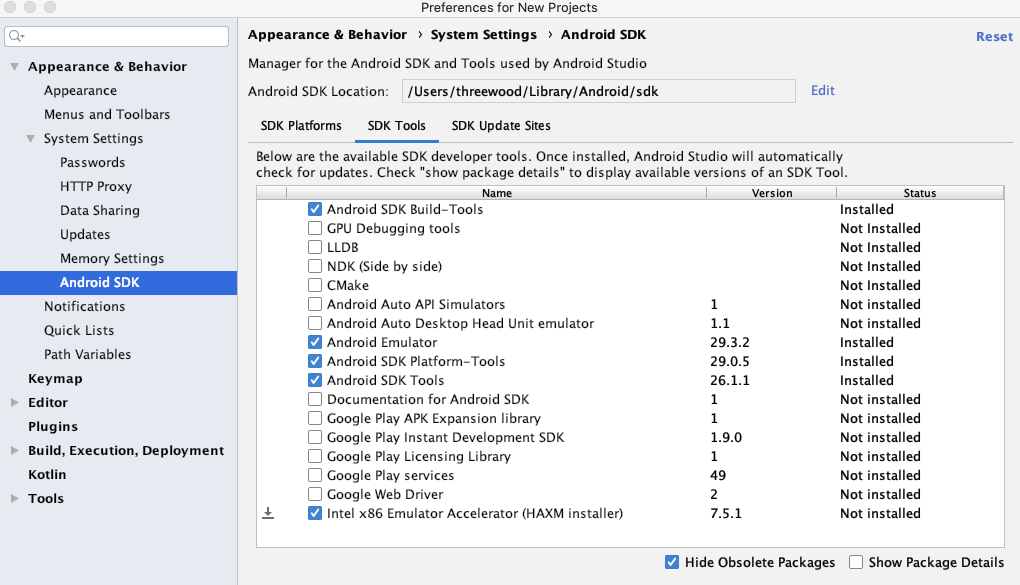 Preferences for New Projects
Appearance & Behavior
Appearance
Menus and Toolbars
System Settings
Passwords
HTTP Proxy
Data Sharing
Updates
Memory Settings
Android SDK
Notifications
Quick Lists
Path Variables
Keymap
Editor
Plugins
Build, Execution, Deployment
Kotlin
Tools
Appearance & Behavior › System Settings › Android SDK Reset
Manager for the Android SDK and Tools used by Android Studio
Android SDK Location: /Users/threewood/Library/Android/sdk Edit
SDK Platforms SDK Tools SDK Update Sites
Below are the available SDK developer tools. Once installed, Android Studio will automatically
check for updates. Check "show package details" to display available versions of an SDK Tool.
Name Version Status
Android SDK Build-Tools Installed
GPU Debugging tools Not Installed
LLDB Not Installed
NDK (Side by side) Not Installed
CMake Not Installed
Android Auto API Simulators 1 Not installed
Android Auto Desktop Head Unit emulator 1.1 Not installed
Android Emulator 29.3.2 Installed
Android SDK Platform-Tools 29.0.5 Installed
Android SDK Tools 26.1.1 Installed
Documentation for Android SDK 1 Not installed
Google Play APK Expansion library 1 Not installed
Google Play Instant Development SDK 1.9.0 Not installed
Google Play Licensing Library 1 Not installed
Google Play services 49 Not installed
Google Web Driver 2 Not installed
Intel x86 Emulator Accelerator (HAXM installer) 7.5.1 Not installed
Hide Obsolete Packages Show Package Details